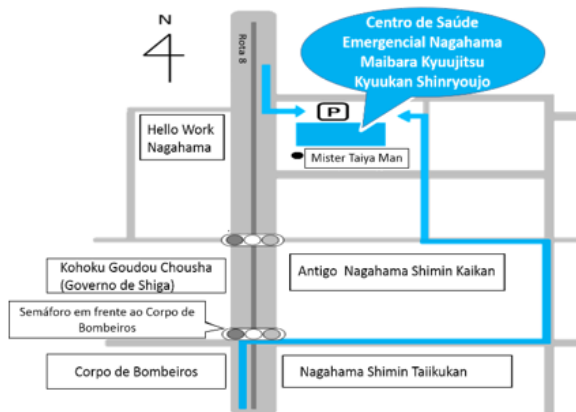 Centro de Saúde
Emergencial Nagahama
Maibara Kyuujitsu
Kyuukan Shinryoujo
Rota 8
P
Hello Work
Nagahama
Mister Taiya Man
Kohoku Goudou Chousha
(Governo de Shiga)
Antigo Nagahama Shimin Kaikan
Semáforo em frente ao Corpo de
Bombeiros
Corpo de Bombeiros
Nagahama Shimin Taiikukan